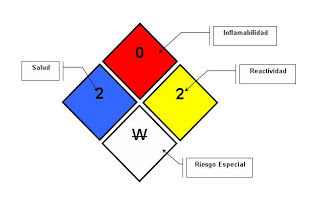 Inflamabilidad
0
Salud
Reactividad
2
2
W
Riesgo Especial